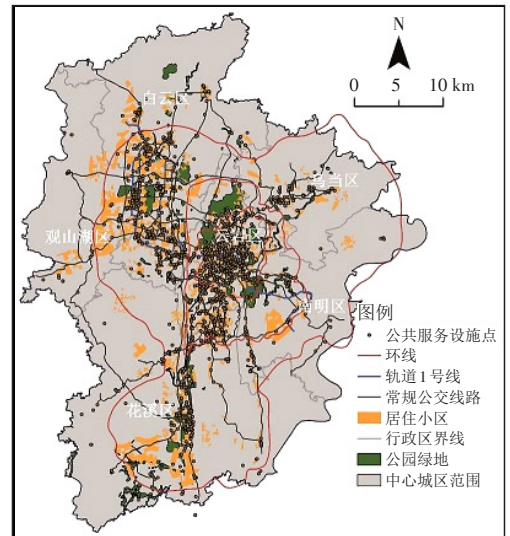 N
0 5 10 km
白云区
乌当区
观山湖区
云岩区
南明区
花溪区
图例
公共服务设施点
环线
轨道1号线
常规公交线路
居住小区
行政区界线
公园绿地
中心城区范围